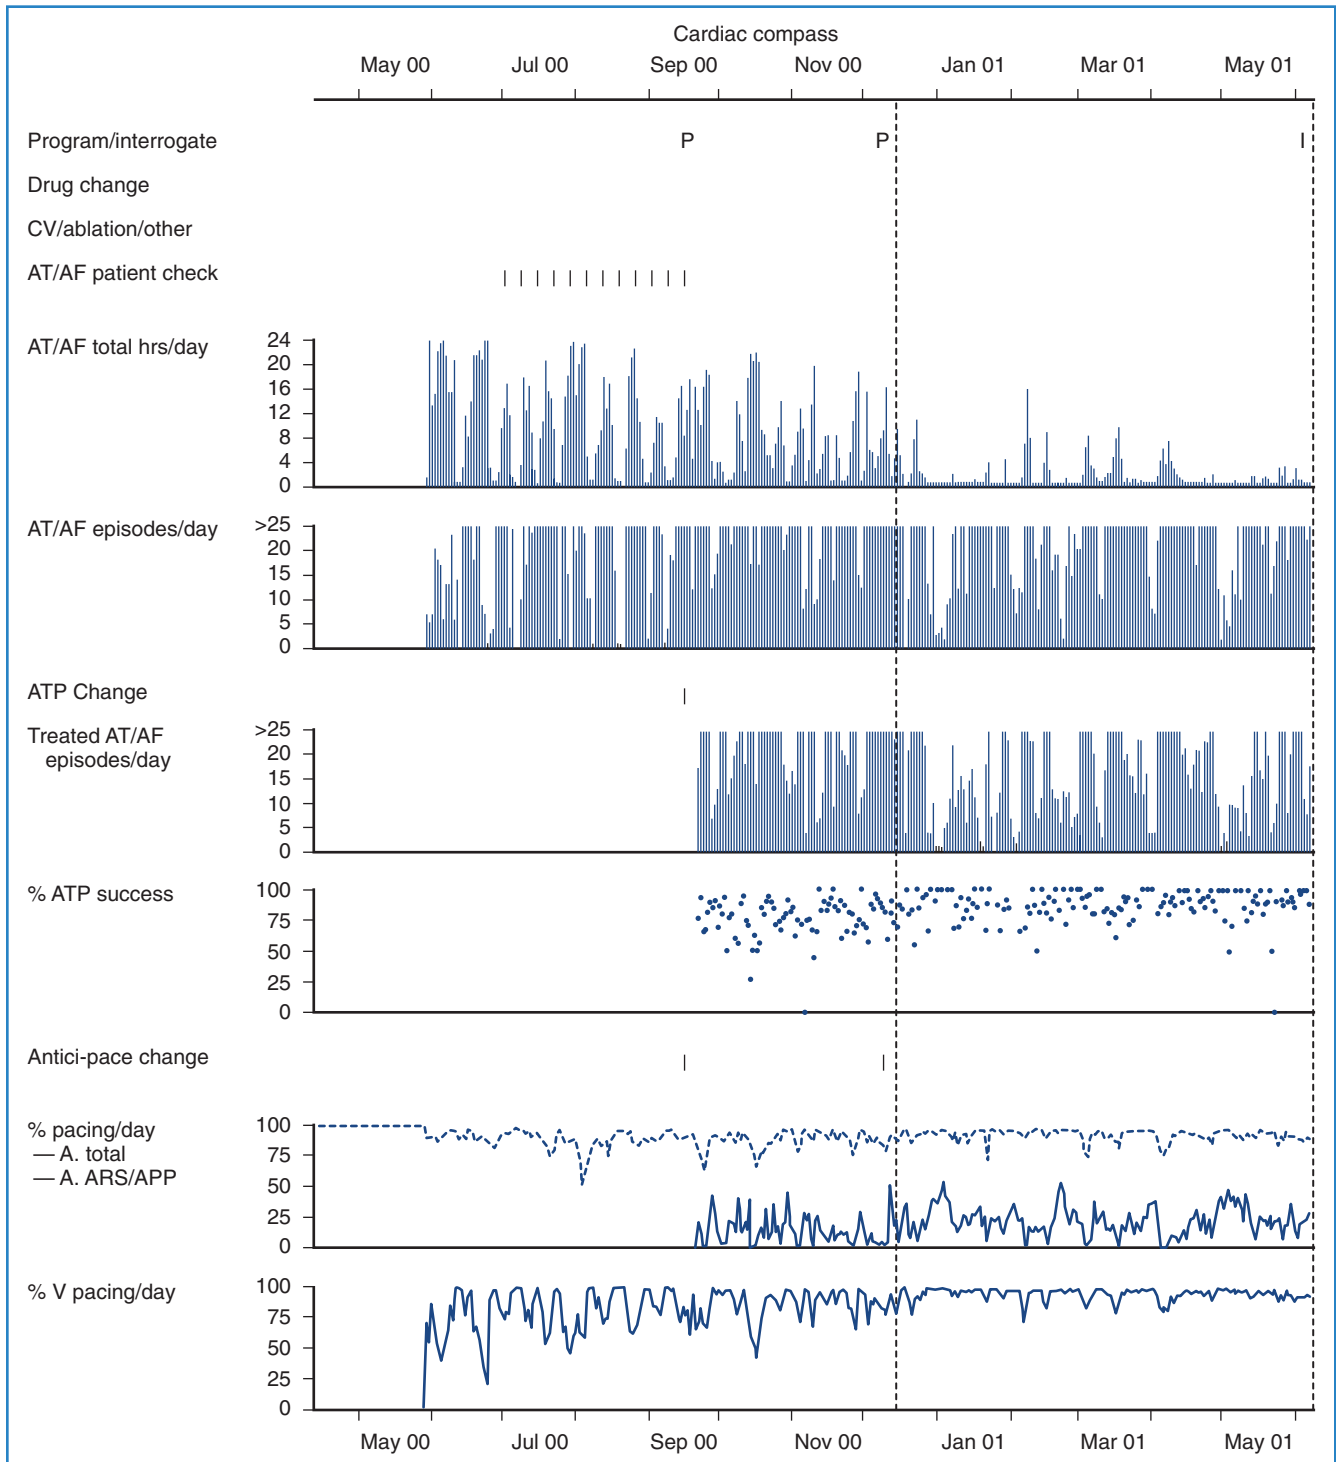 Cardiac compass
May 00 Jul 00 Sep 00 Nov 00 Jan 01 Mar 01 May 01
Program/interrogate P P I
Drug change
CV/ablation/other
AT/AF patient check
AT/AF total hrs/day
24
20
16
12
8
4
0
AT/AF episodes/day
>25
20
15
10
5
0
ATP Change
Treated AT/AF
episodes/day
>25
20
15
10
5
0
% ATP success
100
75
50
25
0
Antici-pace change
% pacing/day
— A. total
— A. ARS/APP
100
75
50
25
0
% V pacing/day
100
75
50
25
0
May 00 Jul 00 Sep 00 Nov 00 Jan 01 Mar 01 May 01